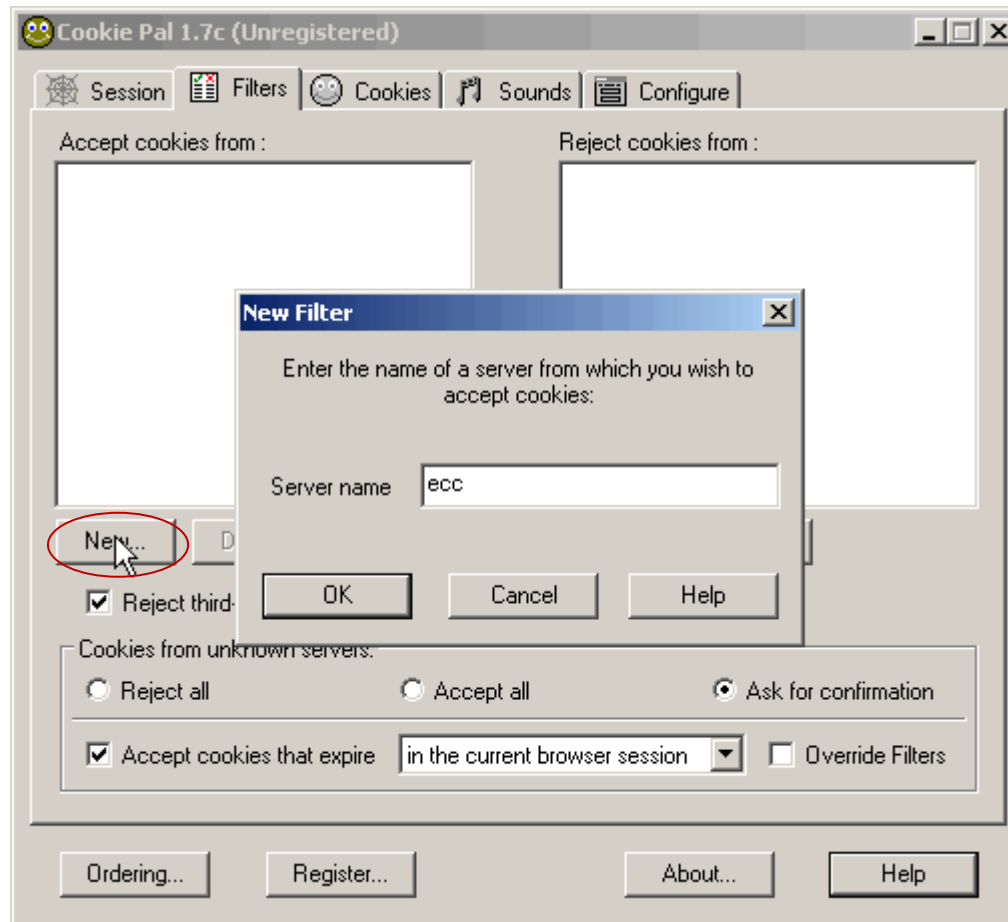 Cookie Pal 1.7c (Unregistered)
Session Filters Cookies Sounds Configure
Accept cookies from : Reject cookies from :
New Filter
Enter the name of a server from which you wish to
accept cookies:
Server name ecc
New... D
OK Cancel Help
Reject third-
Cookies from unknown servers:
Reject all Accept all Ask for confirmation
Accept cookies that expire in the current browser session Override Filters
Ordering... Register... About... Help